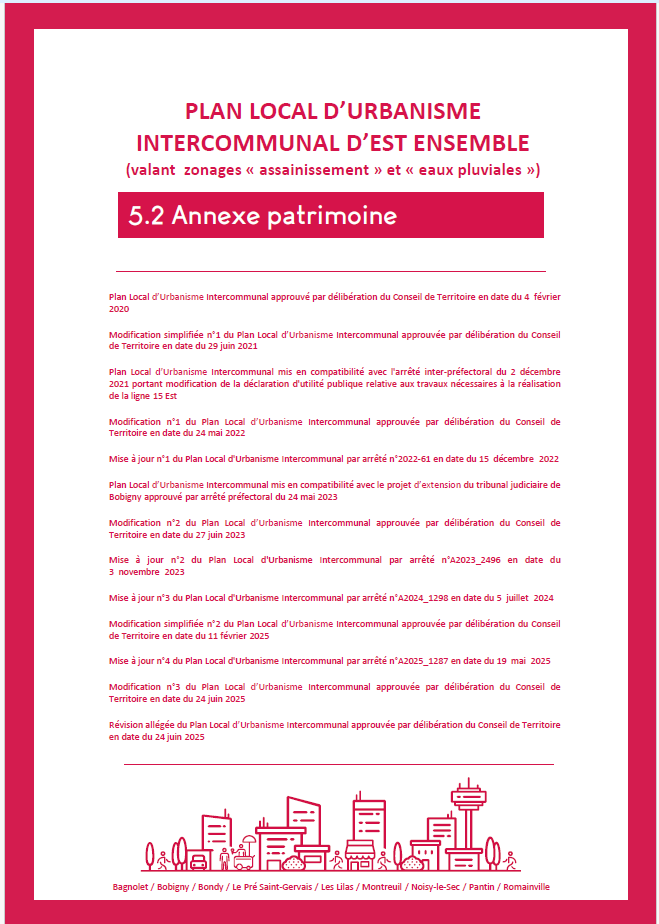 PLAN LOCAL D’URBANISME
INTERCOMMUNAL D’EST ENSEMBLE
(valant zonages « assainissement » et « eaux pluviales »)
5.2 Annexe patrimoine
Plan Local d’Urbanisme Intercommunal approuvé par délibération du Conseil de Territoire en date du 4 février
2020
Modification simplifiée n°1 du Plan Local d’Urbanisme Intercommunal approuvée par délibération du Conseil
de Territoire en date du 29 juin 2021
Plan Local d’Urbanisme Intercommunal mis en compatibilité avec l'arrêté inter-préfectoral du 2 décembre
2021 portant modification de la déclaration d'utilité publique relative aux travaux nécessaires à la réalisation
de la ligne 15 Est
Modification n°1 du Plan Local d’Urbanisme Intercommunal approuvée par délibération du Conseil de
Territoire en date du 24 mai 2022
Mise à jour n°1 du Plan Local d'Urbanisme Intercommunal par arrêté n°2022-61 en date du 15 décembre 2022
Plan Local d’Urbanisme Intercommunal mis en compatibilité avec le projet d’extension du tribunal judiciaire de
Bobigny approuvé par arrêté préfectoral du 24 mai 2023
Modification n°2 du Plan Local d’Urbanisme Intercommunal approuvée par délibération du Conseil de
Territoire en date du 27 juin 2023
Mise à jour n°2 du Plan Local d'Urbanisme Intercommunal par arrêté n°A2023_2496 en date du
3 novembre 2023
Mise à jour n°3 du Plan Local d'Urbanisme Intercommunal par arrêté n°A2024_1298 en date du 5 juillet 2024
Modification simplifiée n°2 du Plan Local d’Urbanisme Intercommunal approuvée par délibération du Conseil
de Territoire en date du 11 février 2025
Mise à jour n°4 du Plan Local d'Urbanisme Intercommunal par arrêté n°A2025_1287 en date du 19 mai 2025
Modification n°3 du Plan Local d’Urbanisme Intercommunal approuvée par délibération du Conseil de
Territoire en date du 24 juin 2025
Révision allégée du Plan Local d’Urbanisme Intercommunal approuvée par délibération du Conseil de Territoire
en date du 24 juin 2025
Bagnolet / Bobigny / Bondy / Le Pré Saint-Gervais / Les Lilas / Montreuil / Noisy-le-Sec / Pantin / Romainville